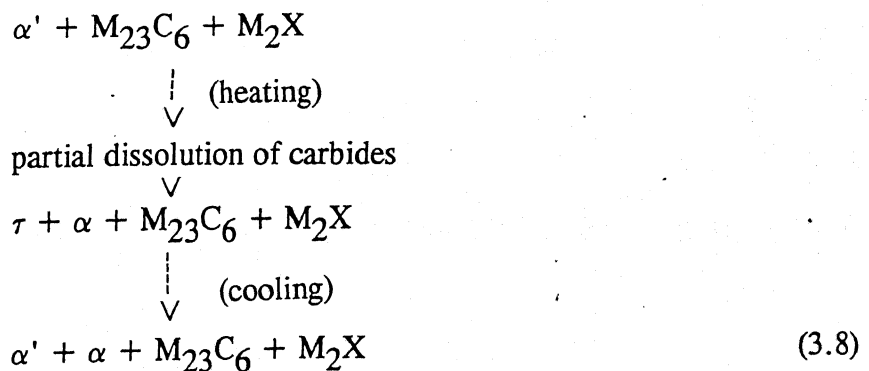 α' + M₂₃C₆ + M₂X
(heating)
partial dissolution of carbides
τ + α + M₂₃C₆ + M₂X
(cooling)
α' + α + M₂₃C₆ + M₂X (3.8)